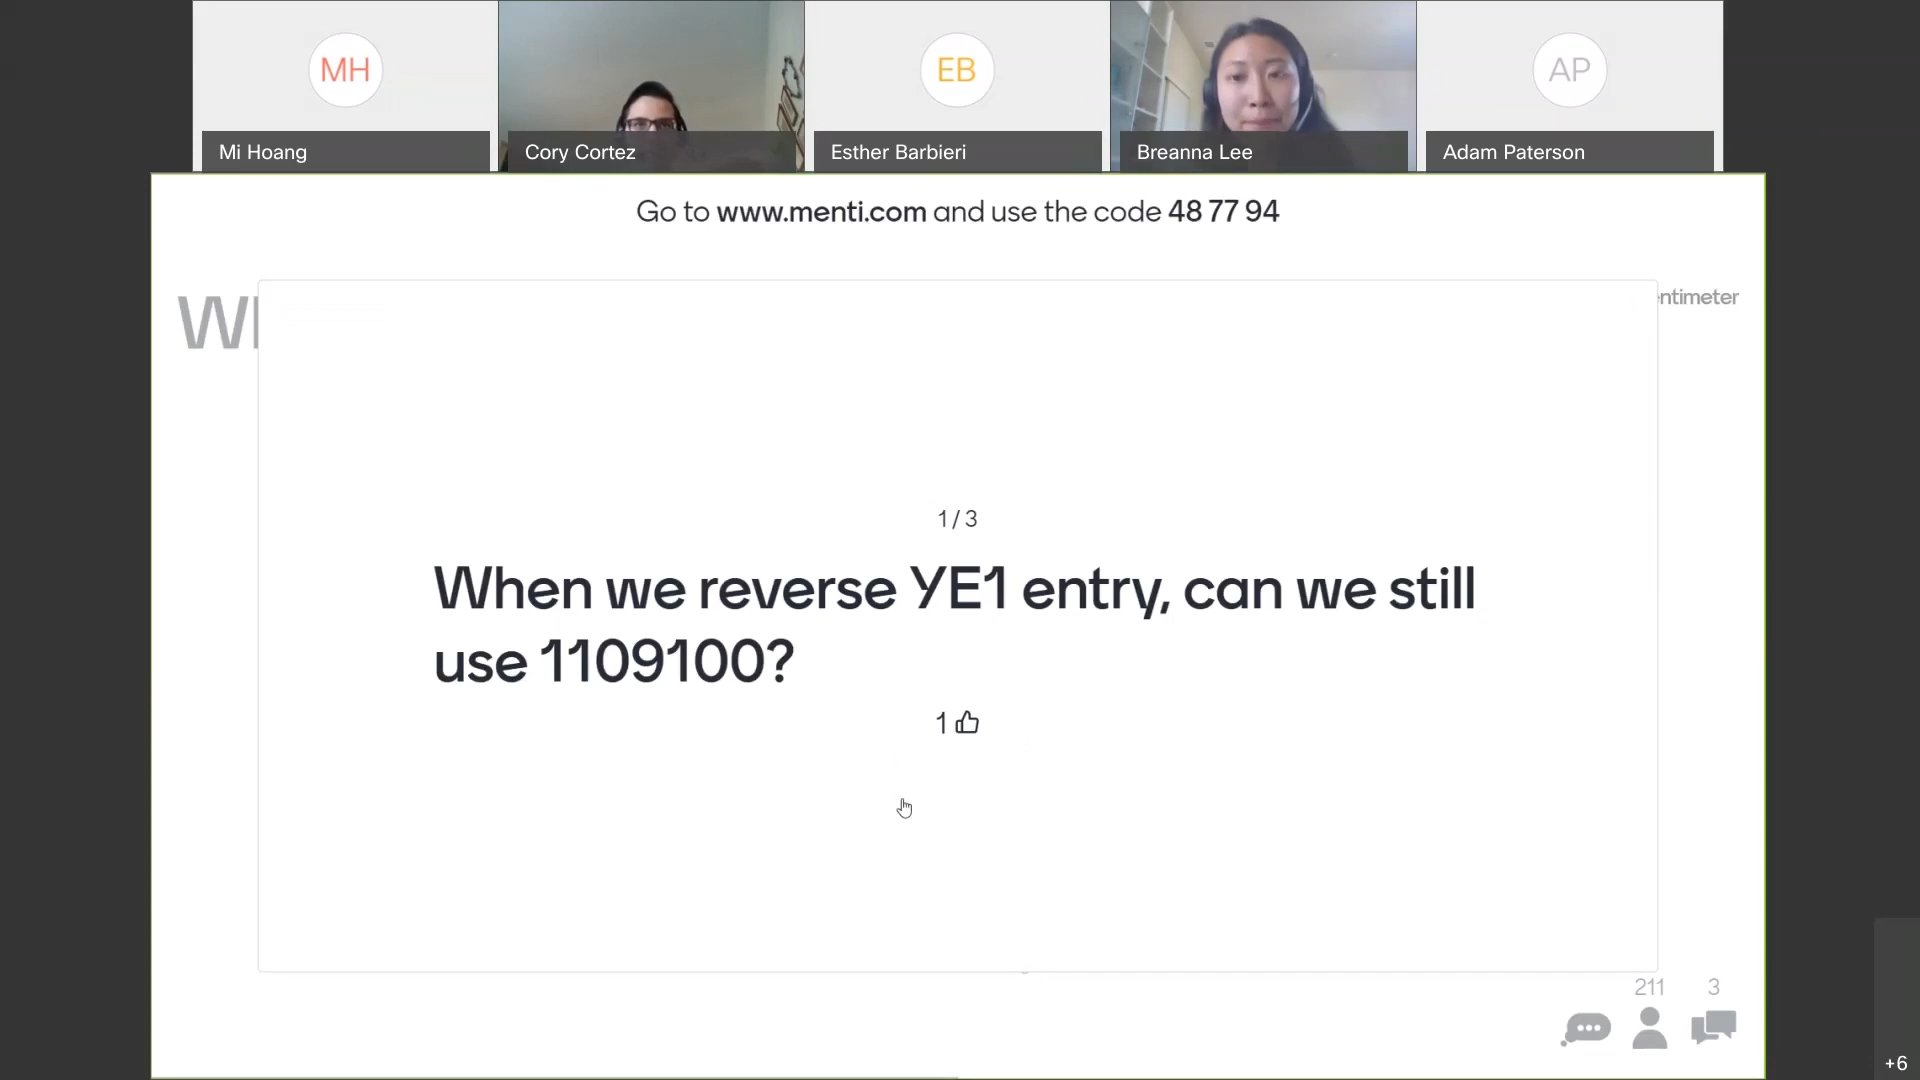 MH
EB
AP
Mi Hoang
Cory Cortez
Esther Barbieri
Breanna Lee
Adam Paterson
Go to www.menti.com and use the code 48 77 94
W
ntimeter
1 / 3
When we reverse YE1 entry, can we still
use 1109100?
1
211
3
+6